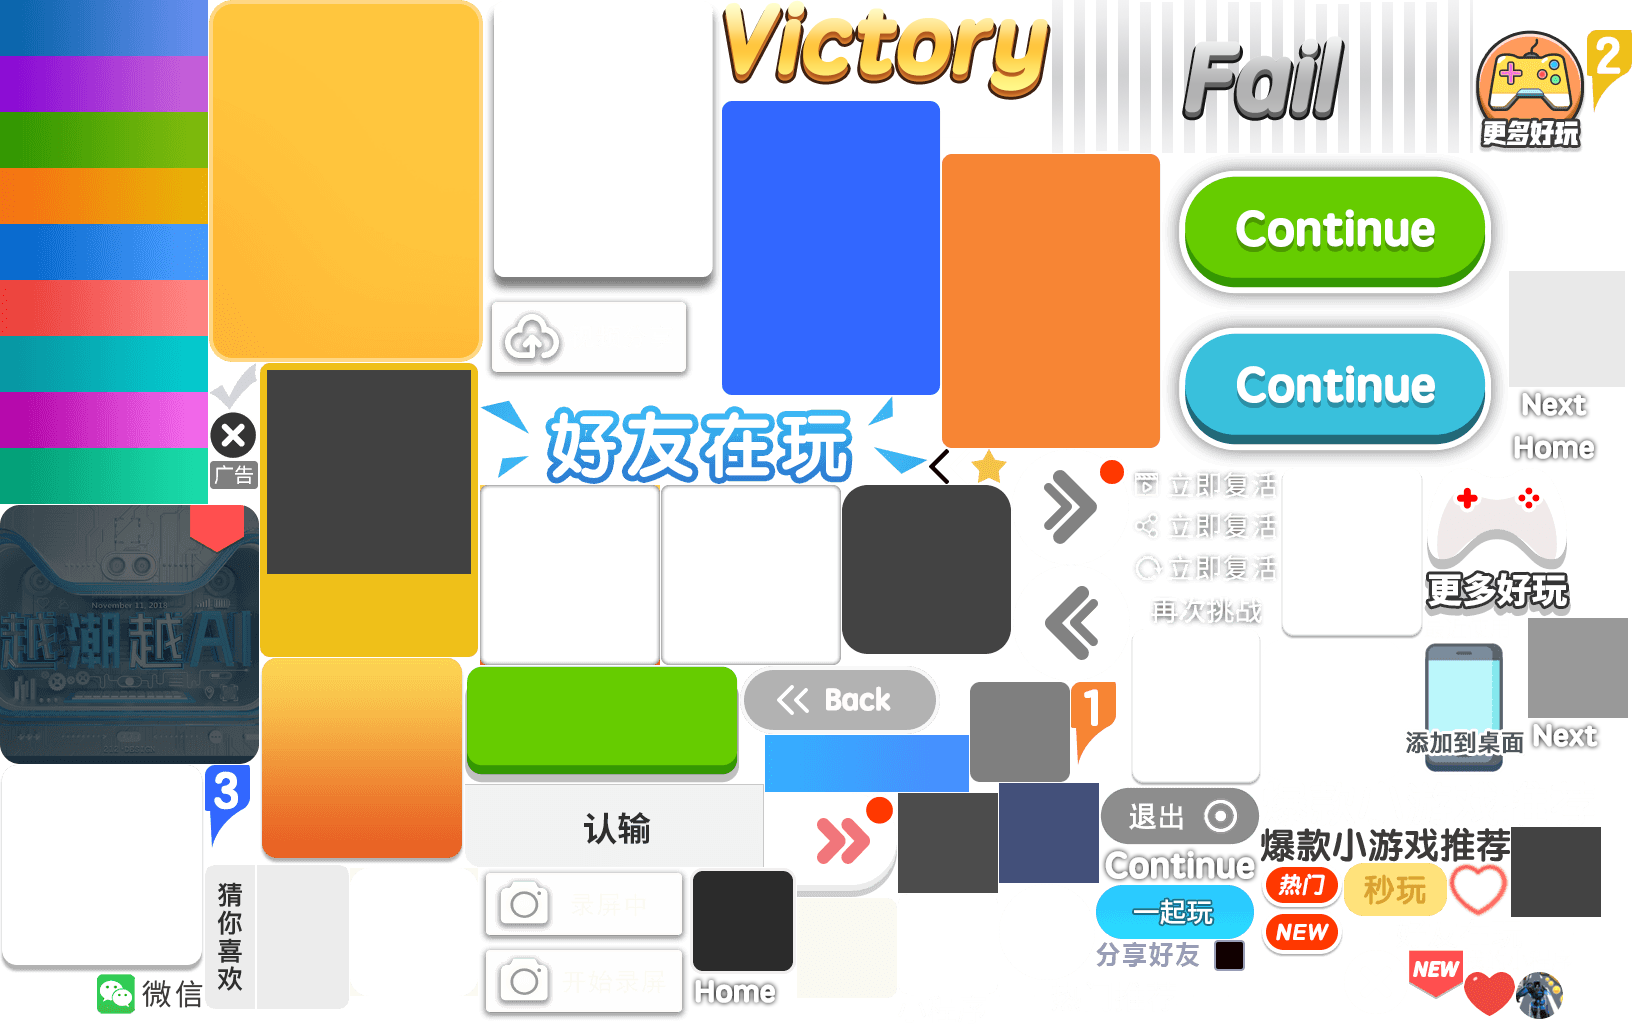 Victory
Fail
更多好玩
2
Continue
Continue
Next
Home
广告
好友在玩
立即复活
立即复活
立即复活
再次挑战
更多好玩
November 11, 2018
越潮越AI
Back
1
添加到桌面
Next
3
认输
退出
Continue
爆款小游戏推荐
热门
秒玩
一起玩
NEW
分享好友
猜你喜欢
录屏中
开始录屏
Home
微信
NEW